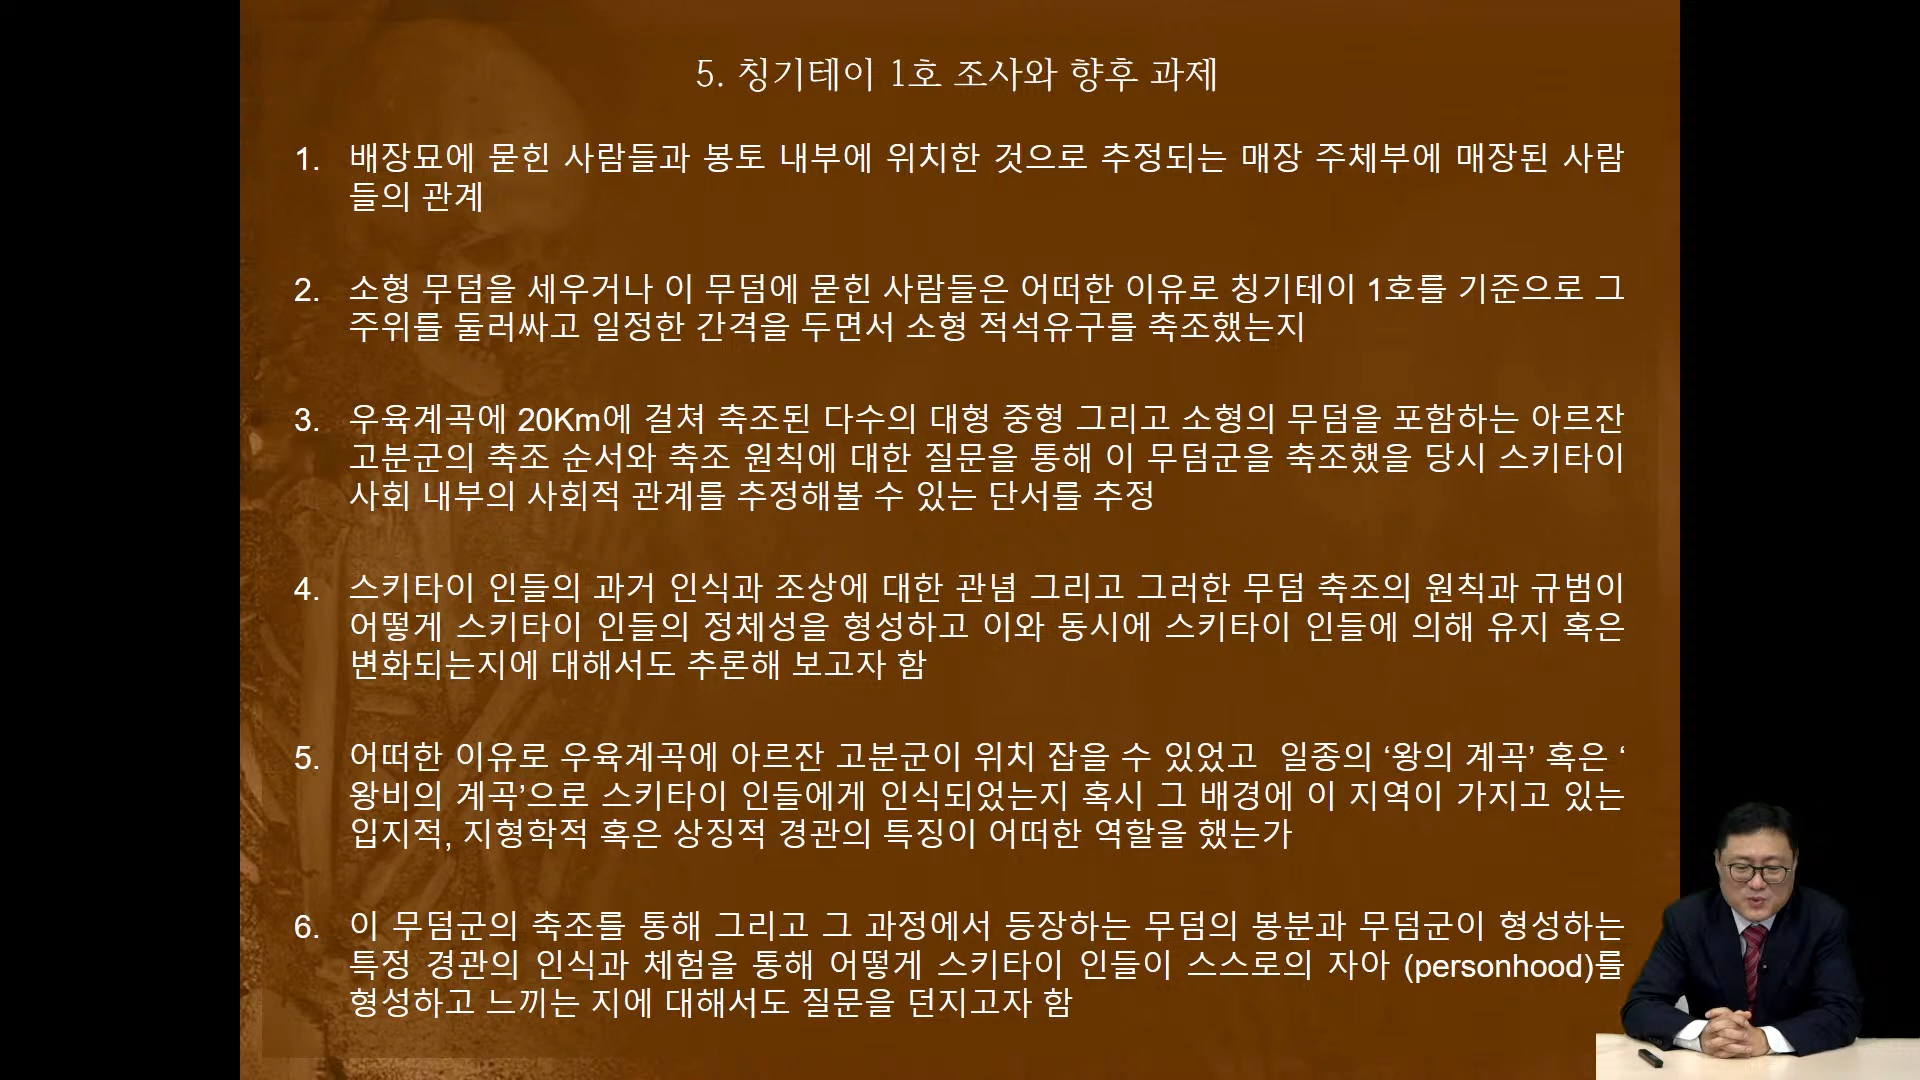 5. 칭기테이 1호 조사와 향후 과제
1. 배장묘에 묻힌 사람들과 봉토 내부에 위치한 것으로 추정되는 매장 주체부에 매장된 사람
들의 관계
2. 소형 무덤을 세우거나 이 무덤에 묻힌 사람들은 어떠한 이유로 칭기테이 1호를 기준으로 그
주위를 둘러싸고 일정한 간격을 두면서 소형 적석유구를 축조했는지
3. 우육계곡에 20Km에 걸쳐 축조된 다수의 대형 중형 그리고 소형의 무덤을 포함하는 아르잔
고분군의 축조 순서와 축조 원칙에 대한 질문을 통해 이 무덤군을 축조했을 당시 스키타이
사회 내부의 사회적 관계를 추정해볼 수 있는 단서를 추정
4. 스키타이 인들의 과거 인식과 조상에 대한 관념 그리고 그러한 무덤 축조의 원칙과 규범이
어떻게 스키타이 인들의 정체성을 형성하고 이와 동시에 스키타이 인들에 의해 유지 혹은
변화되는지에 대해서도 추론해 보고자 함
5. 어떠한 이유로 우육계곡에 아르잔 고분군이 위치 잡을 수 있었고  일종의 ‘왕의 계곡’ 혹은 ‘
왕비의 계곡’으로 스키타이 인들에게 인식되었는지 혹시 그 배경에 이 지역이 가지고 있는
입지적, 지형학적 혹은 상징적 경관의 특징이 어떠한 역할을 했는가
6. 이 무덤군의 축조를 통해 그리고 그 과정에서 등장하는 무덤의 봉분과 무덤군이 형성하는
특정 경관의 인식과 체험을 통해 어떻게 스키타이 인들이 스스로의 자아 (personhood)를
형성하고 느끼는 지에 대해서도 질문을 던지고자 함